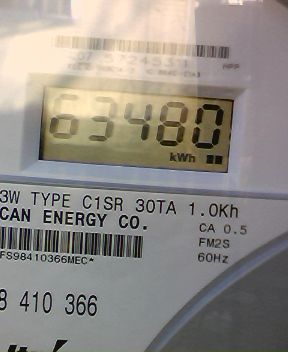 63480
kWh
3W TYPE C1SR 30TA 1.0Kh
CAN ENERGY CO.
CA 0.5
FM2S
60Hz
FS98410366MEC*
8 410 366